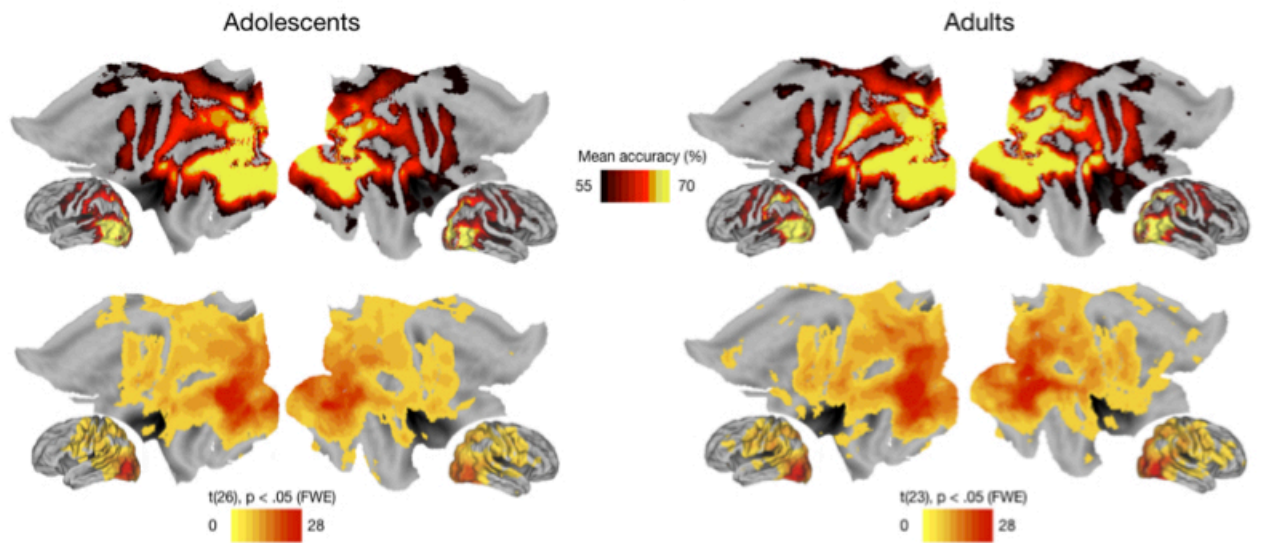 Adolescents
Adults
Mean accuracy (%)
55
70
t(26), p < .05 (FWE)
0
28
t(23), p < .05 (FWE)
0
28